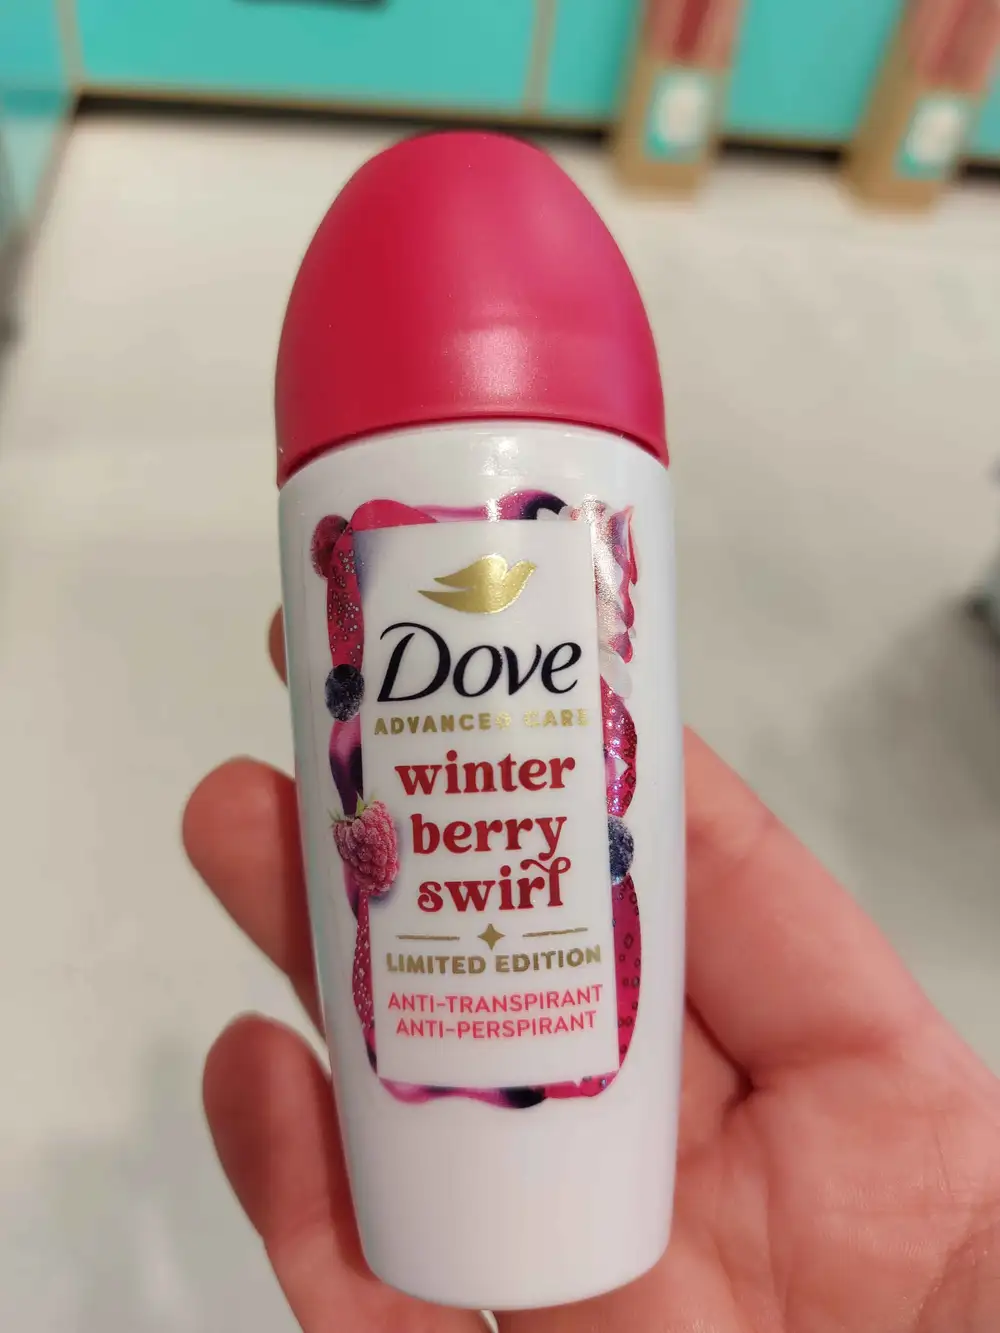 Dove
ADVANCED CARE
winter
berry
swirl
LIMITED EDITION
ANTI-TRANSPIRANT
ANTI-PERSPIRANT